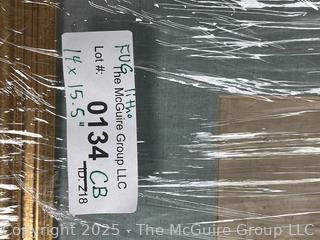 FUG litho
The McGuire Group LLC
Lot #:
0134 CB
ID: 218
14 x 15.5"
Copyright © 2025 - The McGuire Group LLC